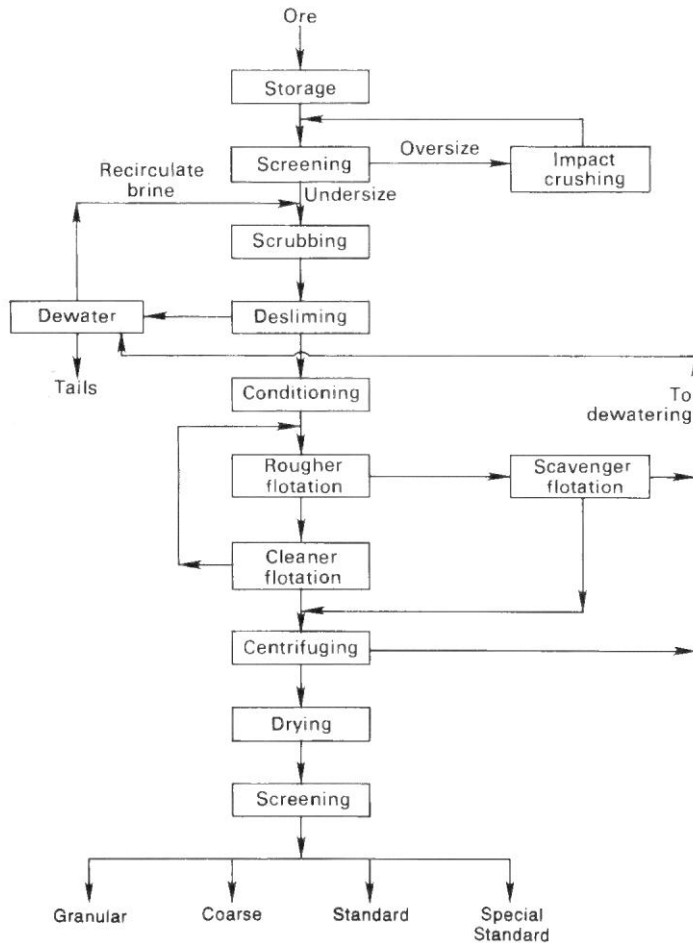 Ore
Storage
Screening
Oversize
Impact
crushing
Recirculate
brine
Undersize
Scrubbing
Dewater
Desliming
Tails
Conditioning
To
dewatering
Rougher
flotation
Scavenger
flotation
Cleaner
flotation
Centrifuging
Drying
Screening
Granular
Coarse
Standard
Special
Standard